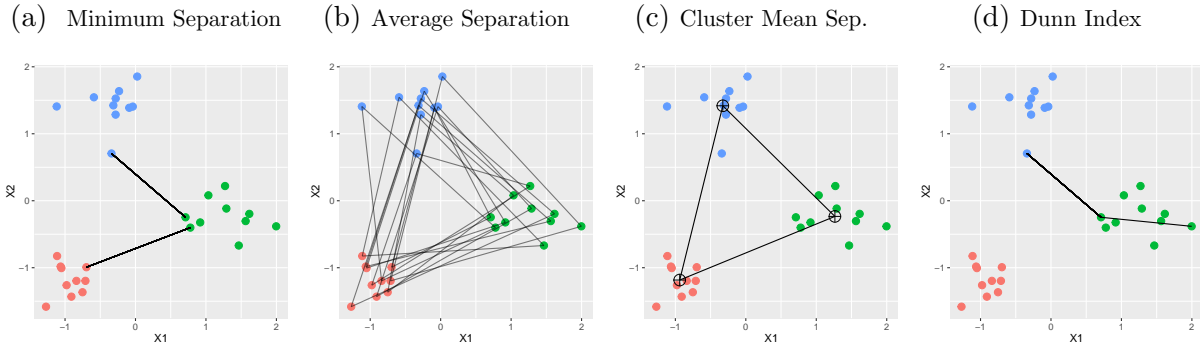 (a) Minimum Separation
(b) Average Separation
(c) Cluster Mean Sep.
(d) Dunn Index
2
1
0
−1
X2
−1 0 1 2
X1
2
1
0
−1
X2
−1 0 1 2
X1
2
1
0
−1
X2
−1 0 1 2
X1
2
1
0
−1
X2
−1 0 1 2
X1